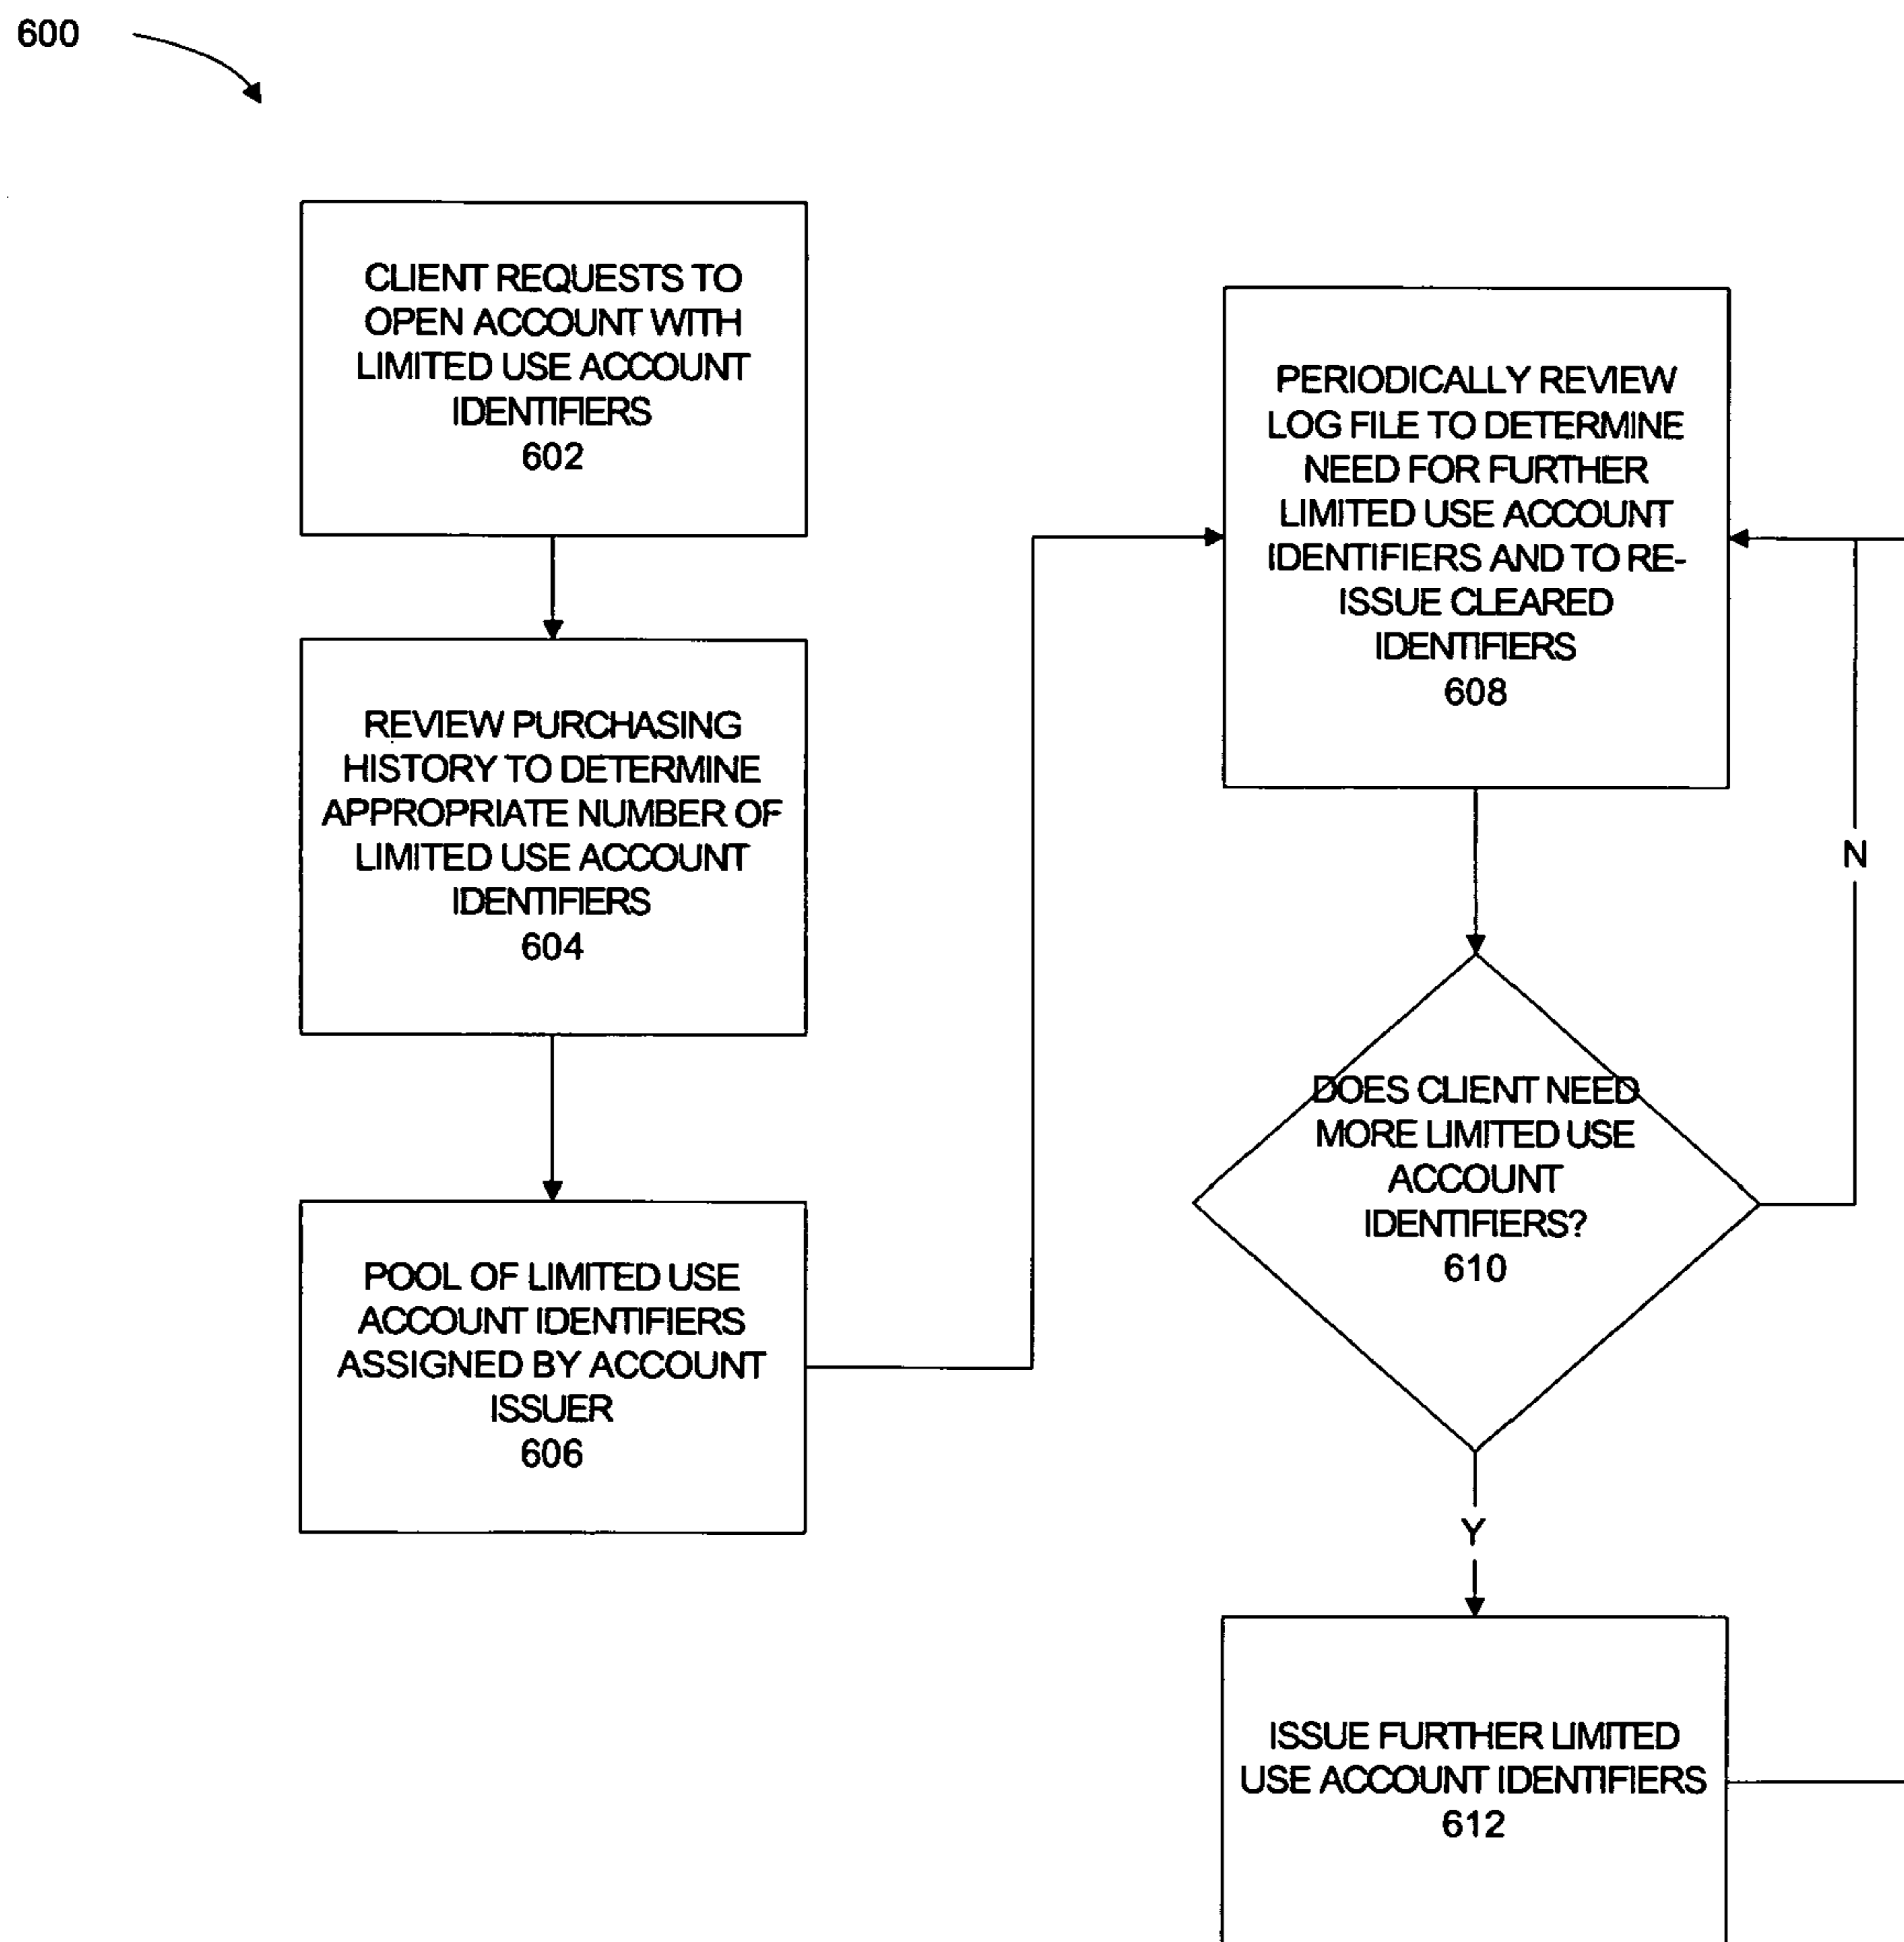 600
CLIENT REQUESTS TO
OPEN ACCOUNT WITH
LIMITED USE ACCOUNT
IDENTIFIERS
602
REVIEW PURCHASING
HISTORY TO DETERMINE
APPROPRIATE NUMBER OF
LIMITED USE ACCOUNT
IDENTIFIERS
604
POOL OF LIMITED USE
ACCOUNT IDENTIFIERS
ASSIGNED BY ACCOUNT
ISSUER
606
PERIODICALLY REVIEW
LOG FILE TO DETERMINE
NEED FOR FURTHER
LIMITED USE ACCOUNT
IDENTIFIERS AND TO RE-
ISSUE CLEARED
IDENTIFIERS
608
N
DOES CLIENT NEED
MORE LIMITED USE
ACCOUNT
IDENTIFIERS?
610
Y
ISSUE FURTHER LIMITED
USE ACCOUNT IDENTIFIERS
612